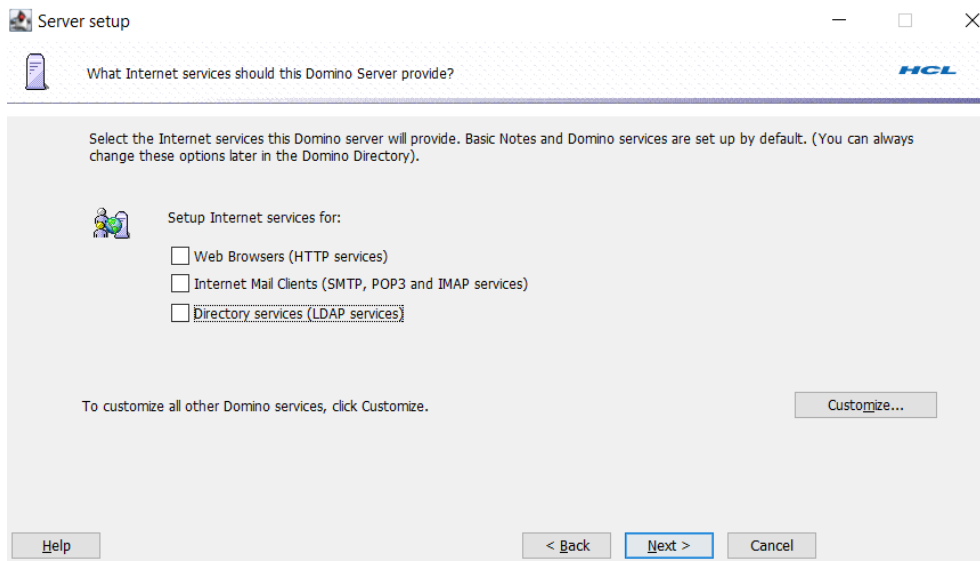 Server setup
What Internet services should this Domino Server provide?
HCL
Select the Internet services this Domino server will provide. Basic Notes and Domino services are set up by default. (You can always
change these options later in the Domino Directory).
Setup Internet services for:
Web Browsers (HTTP services)
Internet Mail Clients (SMTP, POP3 and IMAP services)
Directory services (LDAP services)
To customize all other Domino services, click Customize.
Customize...
Help
< Back
Next >
Cancel